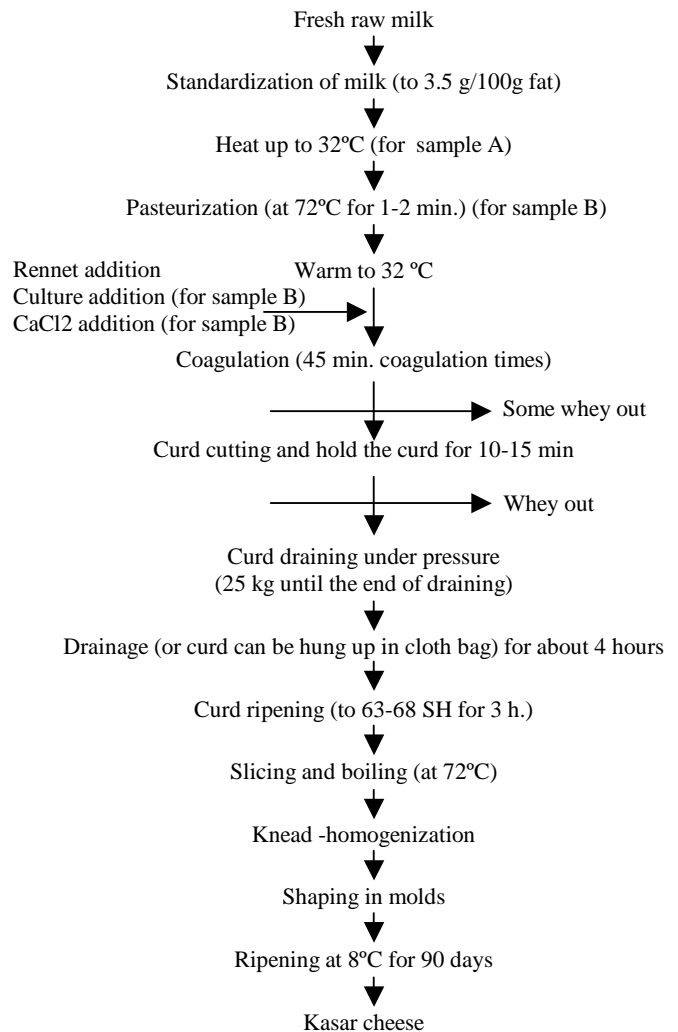 Fresh raw milk
Standardization of milk (to 3.5 g/100g fat)
Heat up to 32ºC (for  sample A)
Pasteurization (at 72ºC for 1-2 min.) (for sample B)
Rennet addition
Warm to 32 ºC
Culture addition (for sample B)
CaCl2 addition (for sample B)
Coagulation (45 min. coagulation times)
Some whey out
Curd cutting and hold the curd for 10-15 min
Whey out
Curd draining under pressure
(25 kg until the end of draining)
Drainage (or curd can be hung up in cloth bag) for about 4 hours
Curd ripening (to 63-68 SH for 3 h.)
Slicing and boiling (at 72ºC)
Knead -homogenization
Shaping in molds
Ripening at 8ºC for 90 days
Kasar cheese